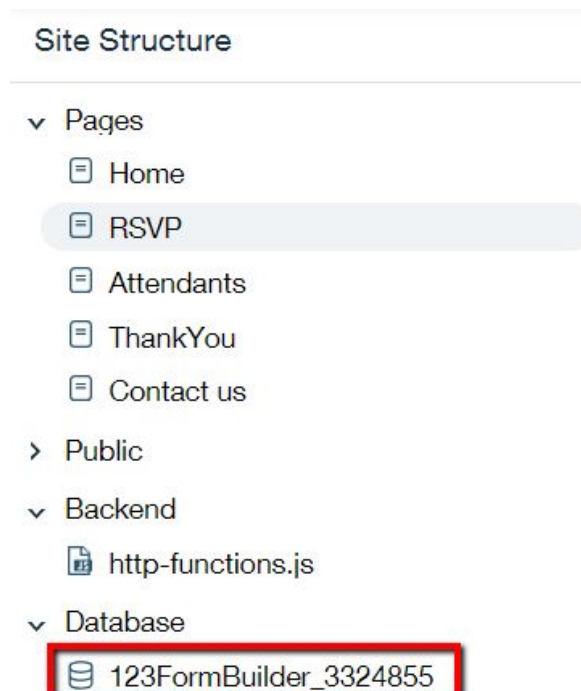 Site Structure
Pages
Home
RSVP
Attendants
ThankYou
Contact us
Public
Backend
http-functions.js
Database
123FormBuilder_3324855